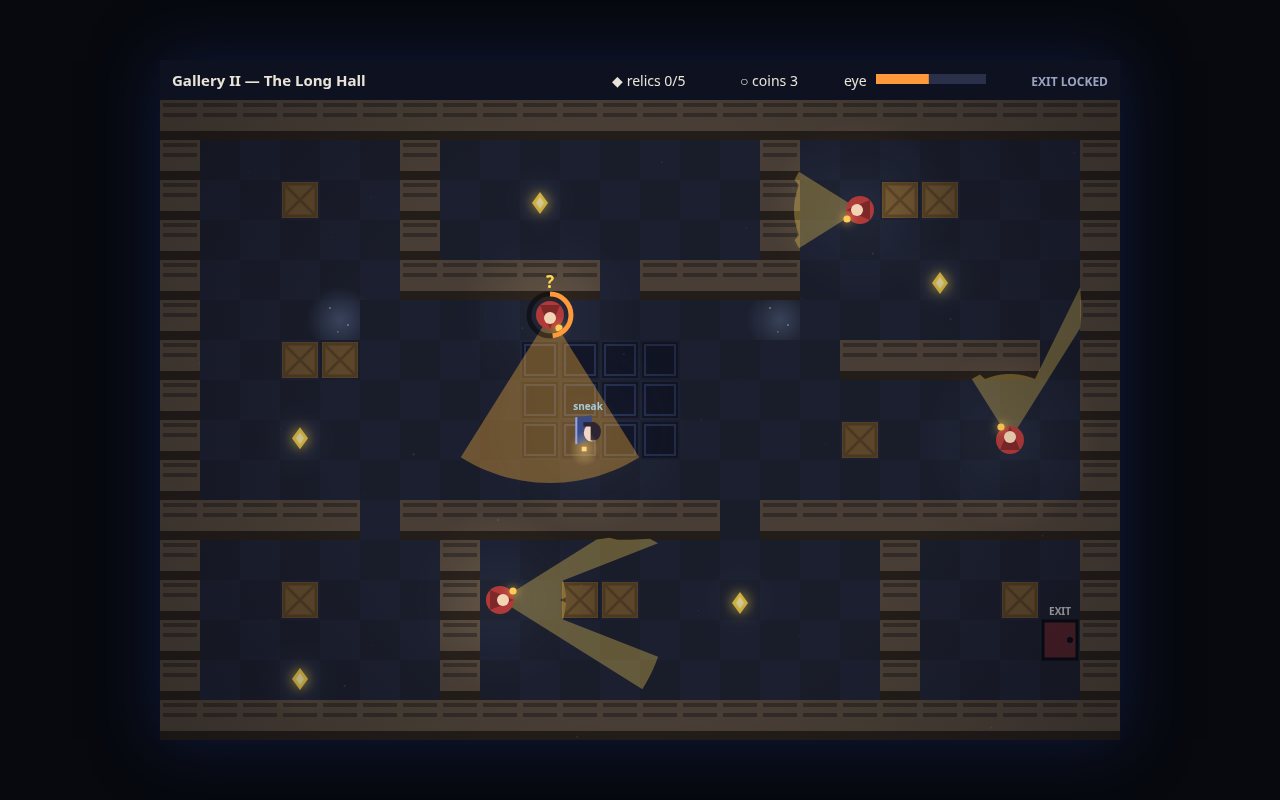 Gallery II — The Long Hall
◆ relics 0/5
○ coins 3
eye
EXIT LOCKED
?
sneak
EXIT